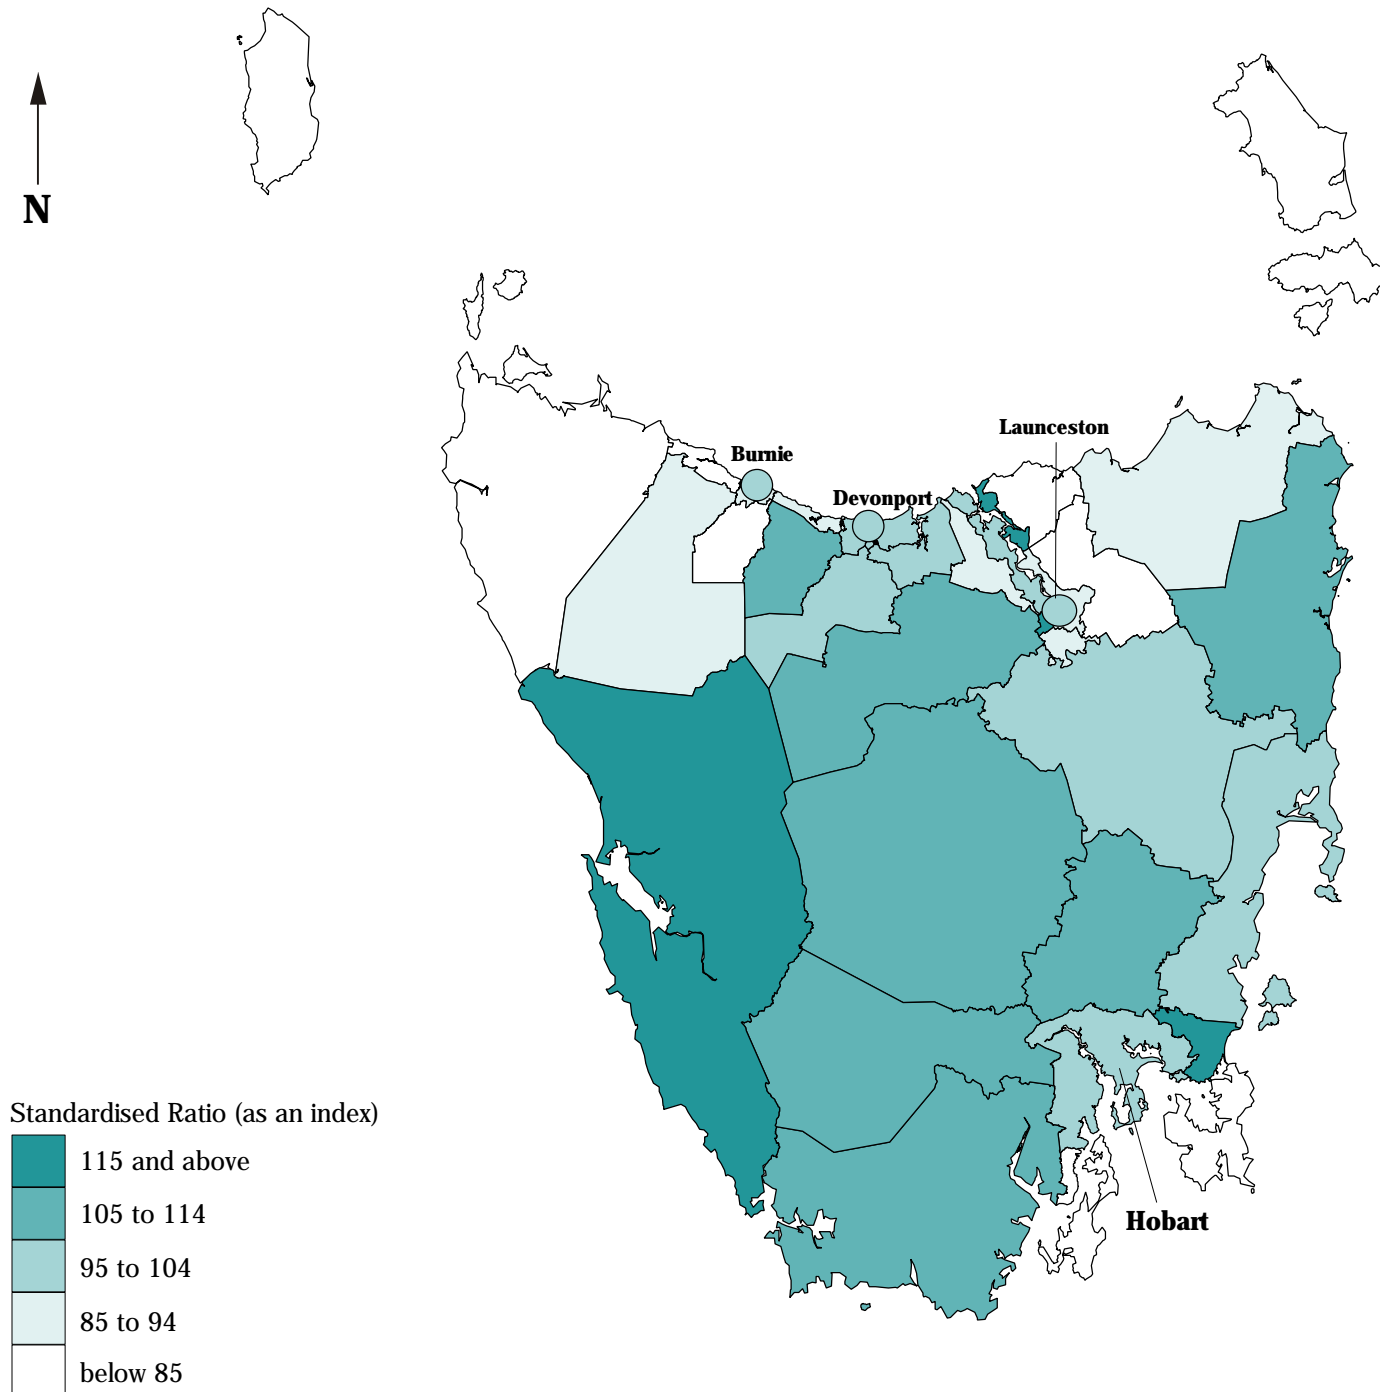 N
Launceston
Burnie
Devonport
Hobart
Standardised Ratio (as an index)
115 and above
105 to 114
95 to 104
85 to 94
below 85